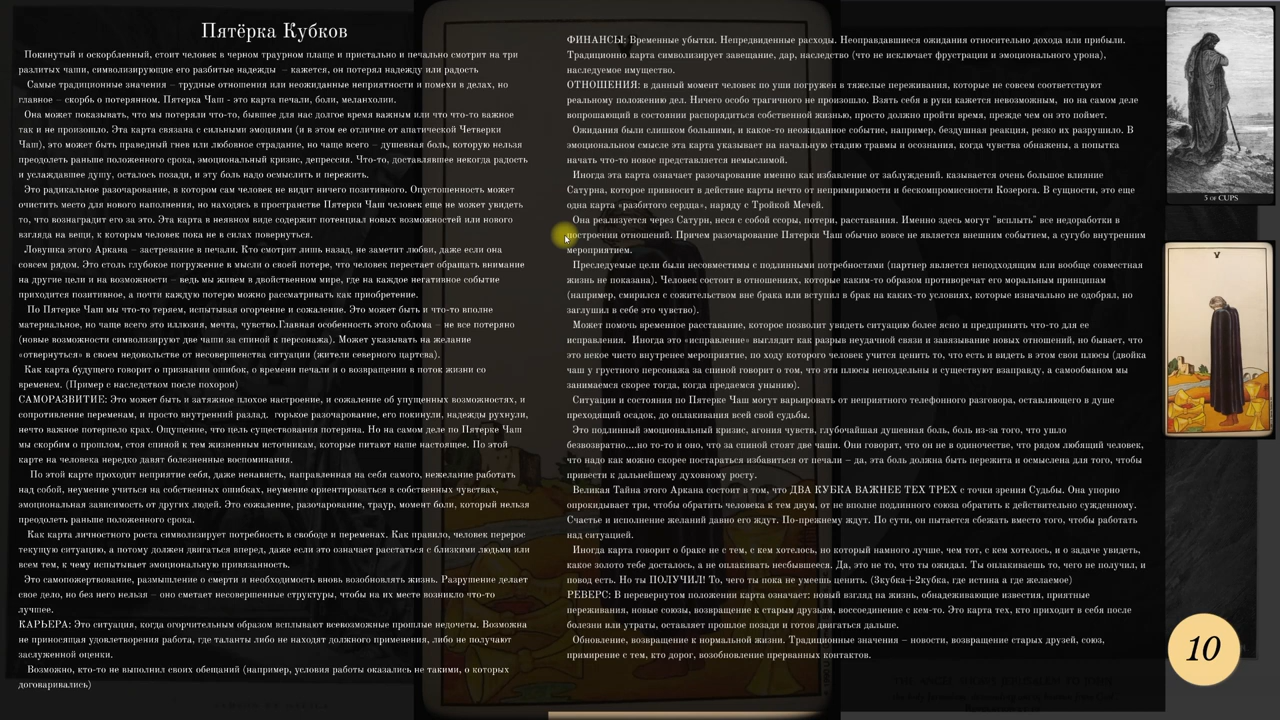 Пятёрка Кубков
Покинутый и оскорбленный, стоит человек в черном траурном плаще и пристально и печально смотрит на три
разлитых чаши, символизирующие его разбитые надежды – кажется, он потерял надежду или радость
Самые традиционные значения – трудные отношения или неожиданные неприятности и помехи в делах, но
главное – скорбь о потерянном. Пятерка Чаш - это карта печали, боли, меланхолии.
Она может показывать, что мы потеряли что-то, бывшее для нас долгое время важным или что что-то важное
так и не произошло. Эта карта связана с сильными эмоциями (и в этом ее отличие от апатической Четверки
Чаш), это может быть праведный гнев или любовное страдание, но чаще всего – душевная боль, которую нельзя
преодолеть раньше положенного срока, эмоциональный кризис, депрессия. Что-то, доставлявшее некогда радость
и услаждавшее душу, осталось позади, и эту боль надо осмыслить и пережить.
Это радикальное разочарование, в котором сам человек не видит ничего позитивного. Опустошенность может
очистить место для нового наполнения, но находясь в пространстве Пятерки Чаш человек еще не может увидеть
то, что вознаградит его за это. Эта карта в неявном виде содержит потенциал новых возможностей или нового
взгляда на вещи, к которым человек пока не в силах повернуться.
Ловушка этого Аркана – застревание в печали. Кто смотрит лишь назад, не заметит любви, даже если она
совсем рядом. Это столь глубокое погружение в мысли о своей потере, что человек перестает обращать внимание
на другие цели и на возможности – ведь мы живем в двойственном мире, где на каждое негативное событие
приходится позитивное, а почти каждую потерю можно рассматривать как приобретение.
По Пятерке Чаш мы что-то теряем, испытывая огорчение и сожаление. Это может быть и что-то вполне
материальное, но чаще всего это иллюзия, мечта, чувство.Главная особенность этого облома – не все потеряно
(новые возможности символизируют две чаши за спиной к персонажа). Может указывать на желание
«отвернуться» в своем недовольстве от несовершенства ситуации (жители северного царства).
Как карта будущего говорит о признании ошибок, о времени печали и о возвращении в поток жизни со
временем. (Пример с наследством после похорон)
САМОРАЗВИТИЕ: Это может быть и затяжное плохое настроение, и сожаление об упущенных возможностях, и
сопротивление переменам, и просто внутренний разлад, горькое разочарование, его покинули, надежды рухнули,
нечто важное потерпело крах. Ощущение, что цель существования потеряна. Но на самом деле по Пятерке Чаш
мы скорбим о прошлом, стоя спиной к тем жизненным источникам, которые питают наше настоящее. По этой
карте на человека нередко давят болезненные воспоминания.
По этой карте проходит неприятие себя, даже ненависть, направленная на себя самого, нежелание работать
над собой, неумение учиться на собственных ошибках, неумение ориентироваться в собственных чувствах,
эмоциональная зависимость от других людей. Это сожаление, разочарование, траур, момент боли, который нельзя
преодолеть раньше положенного срока.
Как карта личностного роста символизирует потребность в свободе и переменах. Как правило, человек перерос
текущую ситуацию, а потому должен двигаться вперед, даже если это означает расстаться с близкими людьми или
всем тем, к чему испытывает эмоциональную привязанность.
Это самопожертвование, размышление о смерти и необходимость вновь возобновлять жизнь. Разрушение делает
свое дело, но без него нельзя – оно сметает несовершенные структуры, чтобы на их месте возникло что-то
лучшее.
КАРЬЕРА: Это ситуация, когда огорчительным образом всплывают всевозможные прошлые недочеты. Возможна
не приносящая удовлетворения работа, где таланты либо не находят должного применения, либо не получают
заслуженной оценки.
Возможно, кто-то не выполнил своих обещаний (например, условия работы оказались не такими, о которых
договаривались)
ФИНАНСЫ: Временные убытки. Непредвиденные расходы. Неоправдавшиеся ожидания относительно дохода или прибыли.
Традиционно карта символизирует завещание, дар, наследство (что не исключает фрустрации и эмоционального урона),
наследуемое имущество.
ОТНОШЕНИЯ: в данный момент человек по уши погружен в тяжелые переживания, которые не совсем соответствуют
реальному положению дел. Ничего особо трагичного не произошло. Взять себя в руки кажется невозможным, но на самом деле
вопрошающий в состоянии распорядиться собственной жизнью, просто должно пройти время, прежде чем он это поймет.
Ожидания были слишком большими, и какое-то неожиданное событие, например, бездушная реакция, резко их разрушило. В
эмоциональном смысле эта карта указывает на начальную стадию травмы и осознания, когда чувства обнажены, а попытка
начать что-то новое представляется немыслимой.
Иногда эта карта означает разочарование именно как избавление от заблуждений. казывается очень большое влияние
Сатурна, которое привносит в действие карты нечто от непримиримости и бескомпромиссности Козерога. В сущности, это еще
одна карта «разбитого сердца», наряду с Тройкой Мечей.
Она реализуется через Сатурн, неся с собой ссоры, потери, расставания. Именно здесь могут "всплыть" все недоработки в
построении отношений. Причем разочарование Пятерки Чаш обычно вовсе не является внешним событием, а сугубо внутренним
мероприятием.
Преследуемые цели были несовместимы с подлинными потребностями (партнер является неподходящим или вообще совместная
жизнь не показана). Человек состоит в отношениях, которые каким-то образом противоречат его моральным принципам
(например, смирился с сожительством вне брака или вступил в брак на каких-то условиях, которые изначально не одобрял, но
заглушил в себе это чувство).
Может помочь временное расставание, которое позволит увидеть ситуацию более ясно и предпринять что-то для ее
исправления. Иногда это «исправление» выглядит как разрыв неудачной связи и завязывание новых отношений, но бывает, что
это некое чисто внутреннее мероприятие, по ходу которого человек учится ценить то, что есть и видеть в этом свои плюсы (двойка
чаш у грустного персонажа за спиной говорит о том, что эти плюсы неподдельны и существуют взаправду, а самообманом мы
занимаемся скорее тогда, когда предаемся унынию).
Ситуации и состояния по Пятерке Чаш могут варьировать от неприятного телефонного разговора, оставляющего в душе
преходящий осадок, до оплакивания всей свой судьбы.
Это подлинный эмоциональный кризис, агония чувств, глубочайшая душевная боль, боль из-за того, что ушло
безвозвратно....но то-то и оно, что за спиной стоят две чаши. Они говорят, что он не в одиночестве, что рядом любящий человек,
что надо как можно скорее постараться избавиться от печали – да, эта боль должна быть пережита и осмыслена для того, чтобы
привести к дальнейшему духовному росту.
Великая Тайна этого Аркана состоит в том, что ДВА КУБКА ВАЖНЕЕ ТЕХ ТРЕХ с точки зрения Судьбы. Она упорно
опрокидывает три, чтобы обратить человека к тем двум, от не вполне подлинного союза обратить к действительно сужденному.
Счастье и исполнение желаний давно его ждут. По-прежнему ждут. По сути, он пытается сбежать вместо того, чтобы работать
над ситуацией.
Иногда карта говорит о браке не с тем, с кем хотелось, но который намного лучше, чем тот, с кем хотелось, и о задаче увидеть,
какое золото тебе досталось, а не оплакивать несбывшееся. Да, это не то, что ты ожидал. Ты оплакиваешь то, чего не получил, и
повод есть. Но ты ПОЛУЧИЛ! То, чего ты пока не умеешь ценить. (3кубка+2кубка, где истина а где желаемое)
РЕВЕРС: В перевернутом положении карта означает: новый взгляд на жизнь, обнадеживающие известия, приятные
переживания, новые союзы, возвращение к старым друзьям, воссоединение с кем-то. Это карта тех, кто приходит в себя после
болезни или утраты, оставляет прошлое позади и готов двигаться дальше.
Обновление, возвращение к нормальной жизни. Традиционные значения – новости, возвращение старых друзей, союз,
примирение с тем, кто дорог, возобновление прерванных контактов.
5 OF CUPS
V
10